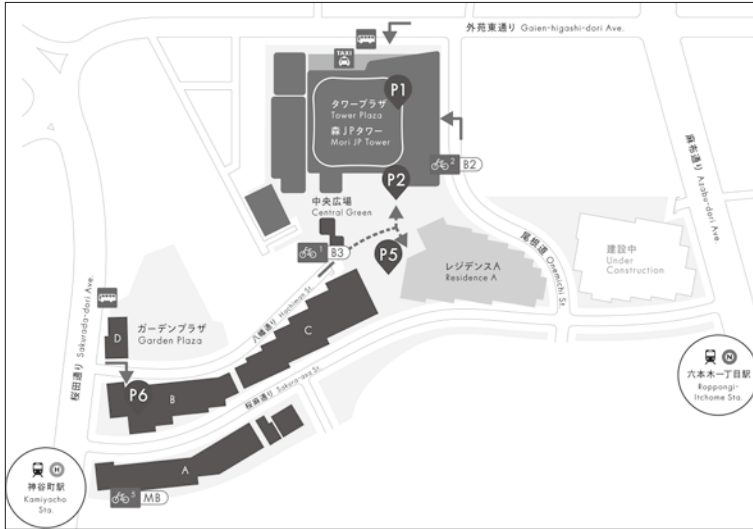 外苑東通り Gaien-higashi-dori Ave.
TAXI
P1
タワープラザ
Tower Plaza
森JPタワー
Mori JP Tower
2 B2
P2
麻布通り Azabu-dori Ave.
中央広場
Central Green
1 B3
P5
レジデンスA
Residence A
尾根道 Onemichi St.
建設中
Under
Construction
桜田通り Sakurada-dori Ave.
ガーデンプラザ
Garden Plaza
八幡通り Hachiman St.
D
C
P6
B
桜麻通り Sakura-asa St.
N
六本木一丁目駅
Roppongi-
Itchome Sta.
A
H
神谷町駅
Kamiyacho
Sta.
5 MB